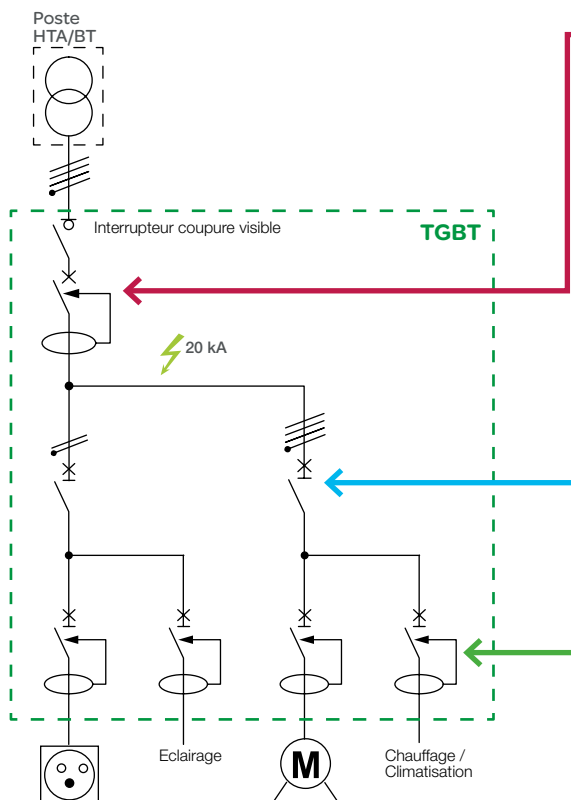 Poste
HTA/BT
Interrupteur coupure visible
TGBT
20 kA
Eclairage
M
Chauffage /
Climatisation